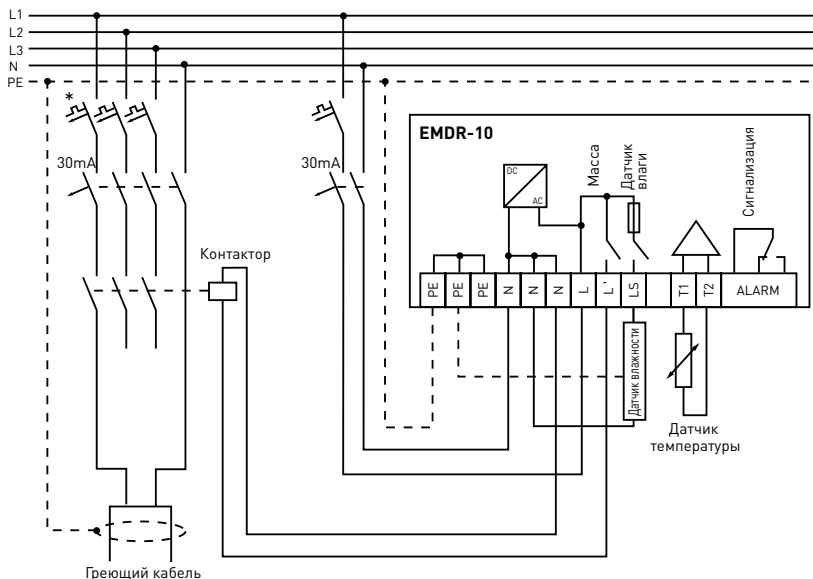 L1
L2
L3
N
PE
*
30mA
30mA
EMDR-10
DC
AC
Масса
Датчик
влаги
Сигнализация
Контактор
PE
PE
PE
N
N
N
L
L'
LS
T1
T2
ALARM
Датчик влажности
Датчик
температуры
Греющий кабель